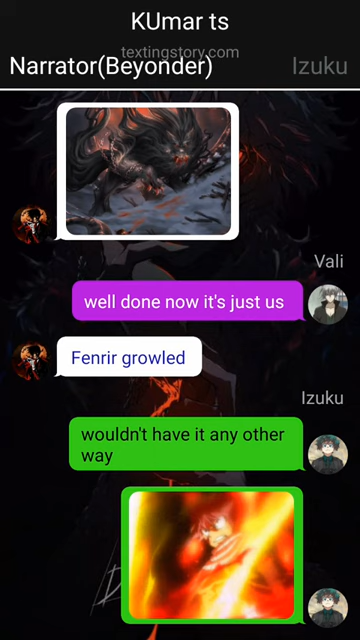 KUmar ts
textingstory.com
Narrator(Beyonder)
Izuku
Vali
well done now it's just us
Fenrir growled
Izuku
wouldn't have it any other
way